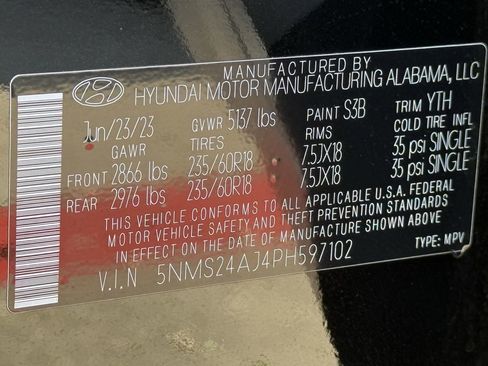 MANUFACTURED BY
HYUNDAI MOTOR MANUFACTURING ALABAMA, LLC
Jun/23/23 GVWR 5137 lbs PAINT S3B TRIM YTH
GAWR TIRES RIMS COLD TIRE INFL
FRONT 2866 lbs 235/60R18 7.5JX18 35 psi SINGLE
REAR 2976 lbs 235/60R18 7.5JX18 35 psi SINGLE
THIS VEHICLE CONFORMS TO ALL APPLICABLE U.S.A. FEDERAL
MOTOR VEHICLE SAFETY AND THEFT PREVENTION STANDARDS
IN EFFECT ON THE DATE OF MANUFACTURE SHOWN ABOVE
V.I.N 5NMS24AJ4PH597102 TYPE: MPV